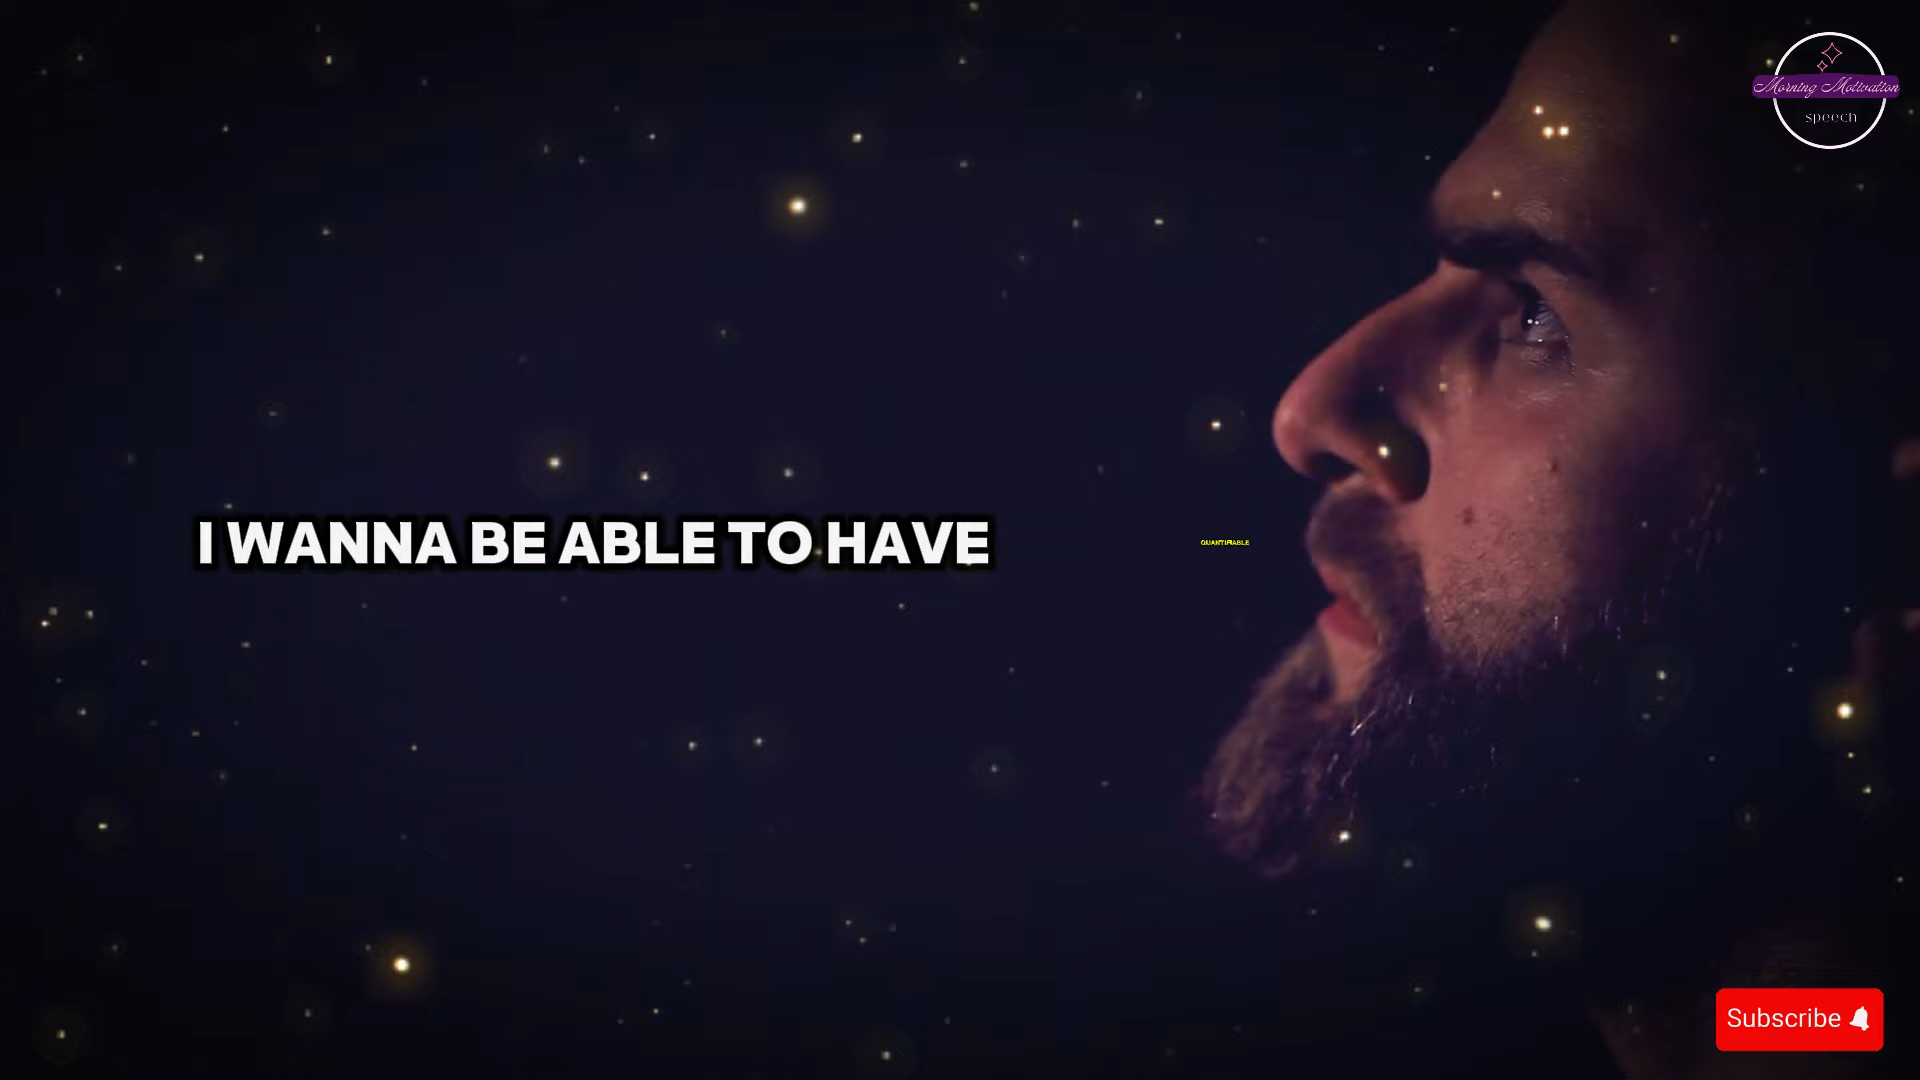 Morning Motivation
speech
I WANNA BE ABLE TO HAVE QUANTIFIABLE
Subscribe